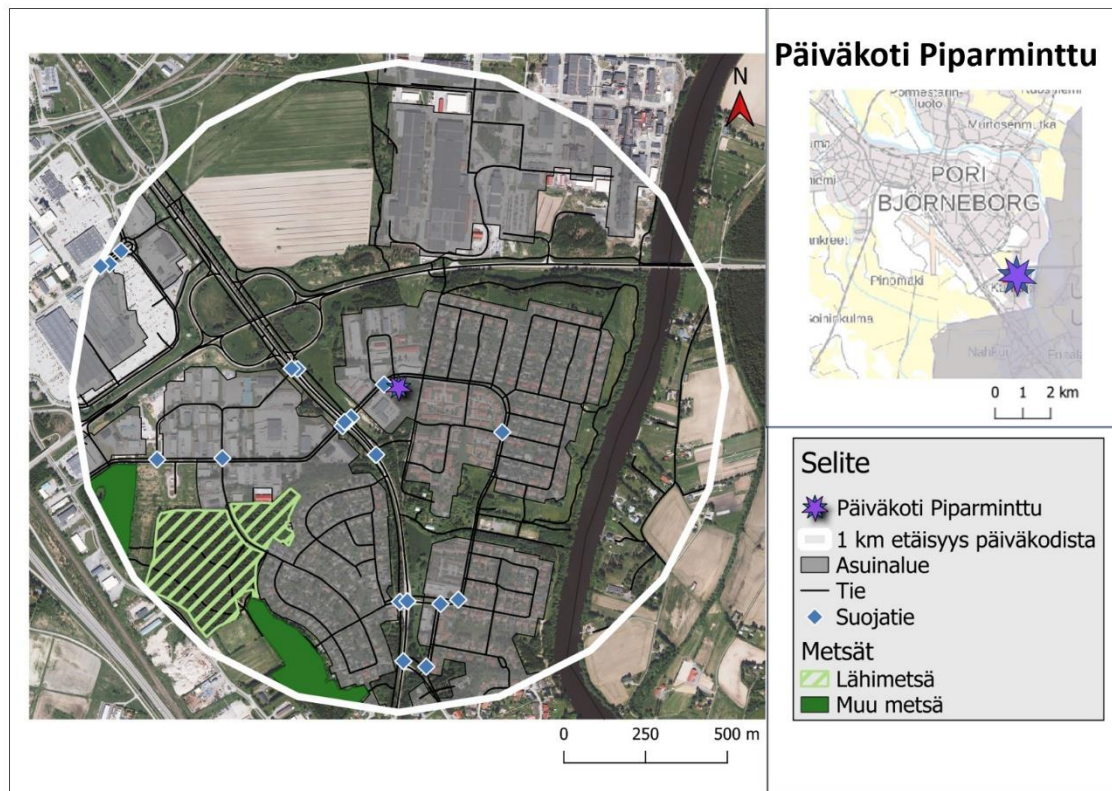 Päiväkoti Piparminttu
N
Muitosenmutka
PORI
BJÖRNEBORG
Pinomäki
0 1 2 km
Selite
Päiväkoti Piparminttu
1 km etäisyys päiväkodista
Asuinalue
Tie
Suojatie
Metsät
Lähimetsä
Muu metsä
0 250 500 m